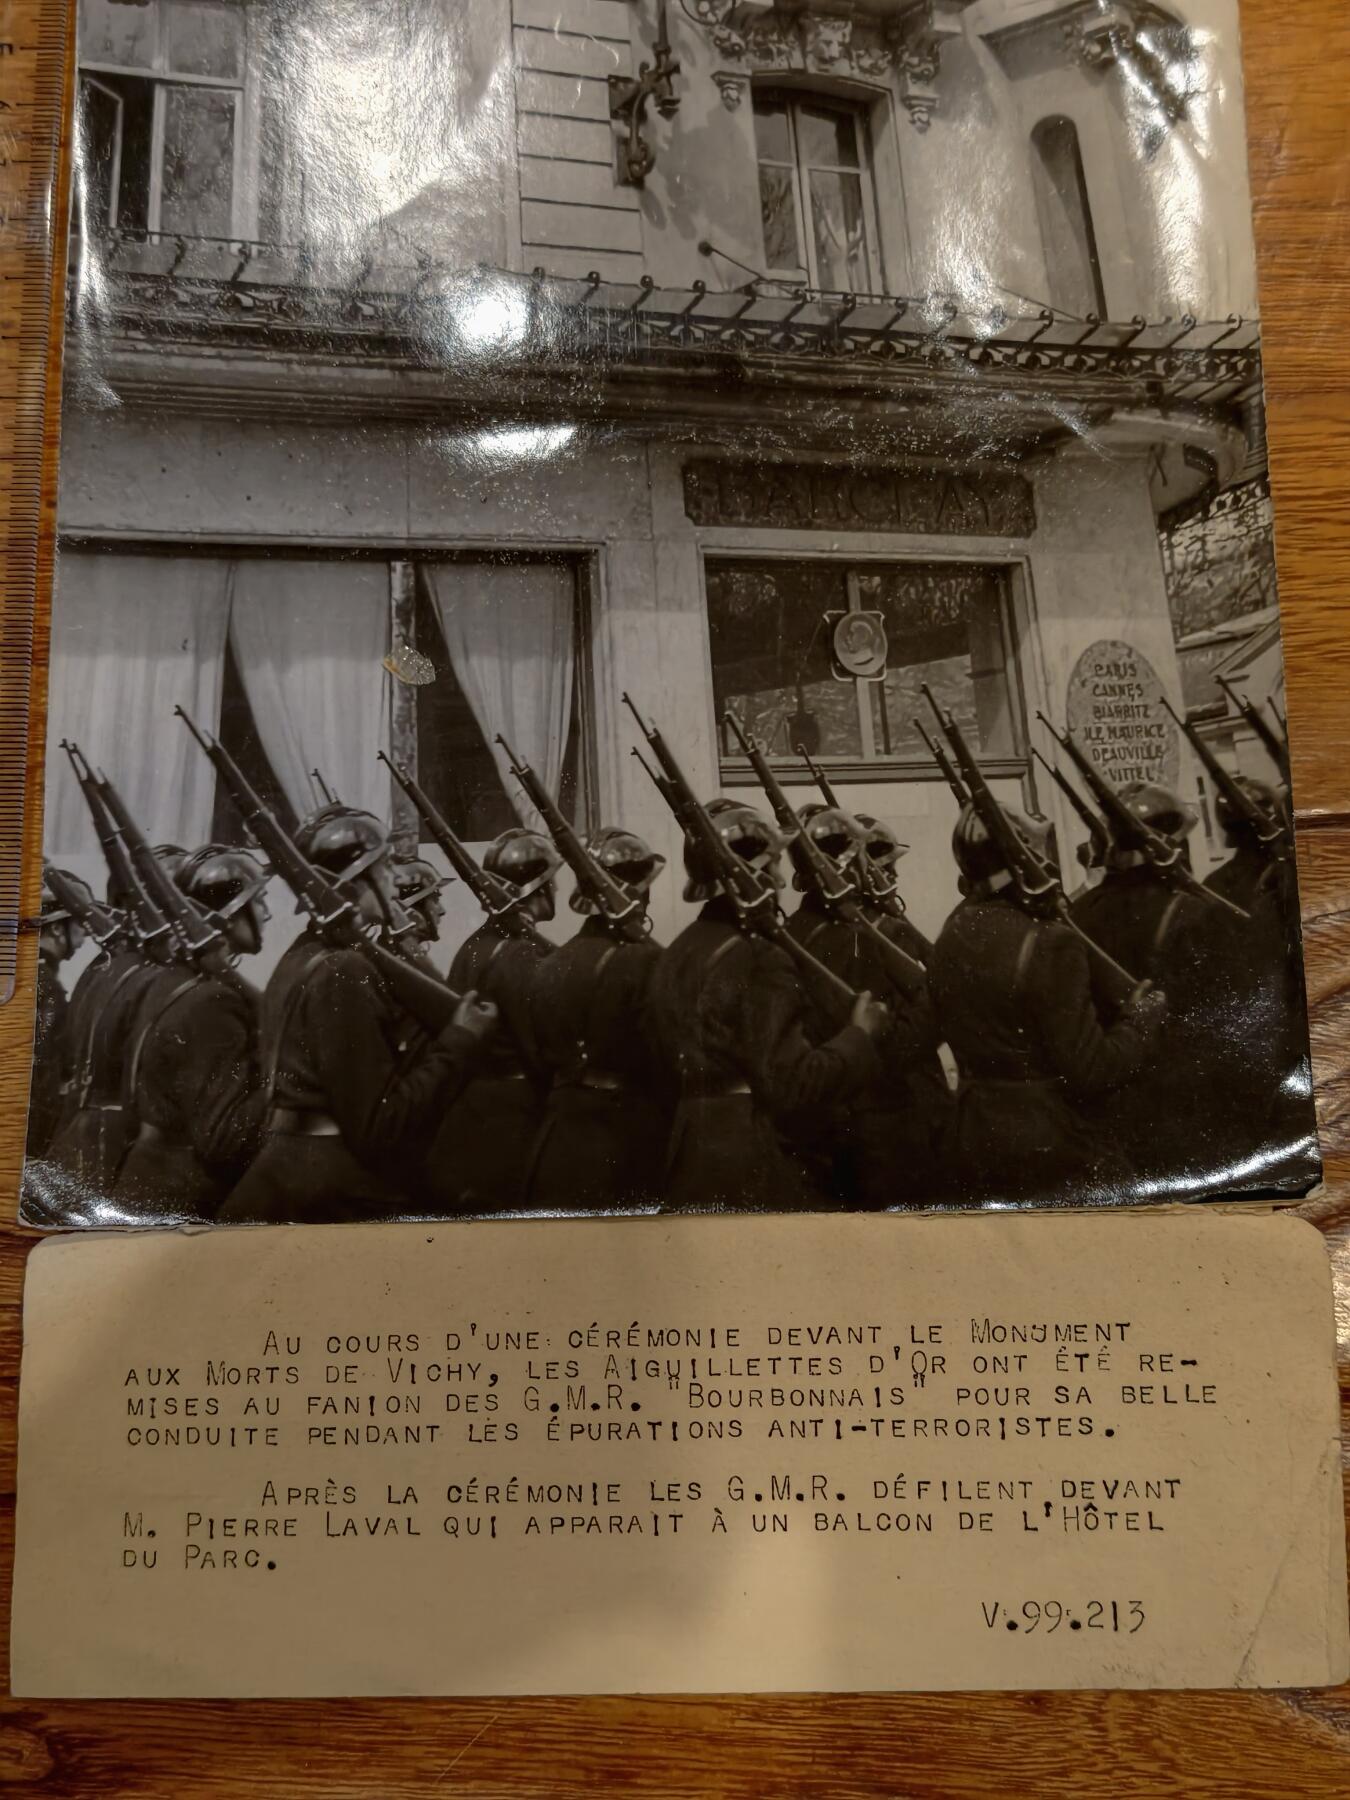 BARCLAY
PARIS
CANNES
BIARRITZ
ILE MAURICE
DEAUVILLE
VITTEL
AU COURS D'UNE CÉRÉMONIE DEVANT LE MONUMENT
AUX MORTS DE VICHY, LES AIGUILLETTES D'OR ONT ÉTÉ RE-
MISES AU FANION DES G.M.R. "BOURBONNAIS" POUR SA BELLE
CONDUITE PENDANT LES ÉPURATIONS ANTI-TERRORISTES.
APRÈS LA CÉRÉMONIE LES G.M.R. DÉFILENT DEVANT
M. PIERRE LAVAL QUI APPARAIT À UN BALCON DE L'HÔTEL
DU PARC.
V.99.213